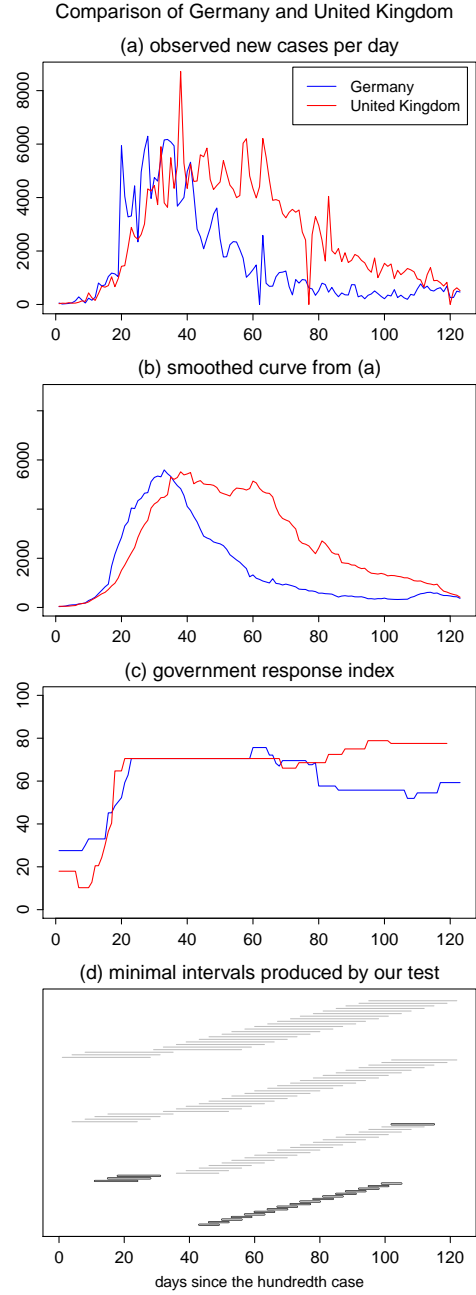 Comparison of Germany and United Kingdom
(a) observed new cases per day
Germany
United Kingdom
8000
6000
4000
2000
0
0 20 40 60 80 100 120
(b) smoothed curve from (a)
6000
2000
0
0 20 40 60 80 100 120
(c) government response index
100
80
60
40
20
0
0 20 40 60 80 100 120
(d) minimal intervals produced by our test
0 20 40 60 80 100 120
days since the hundredth case